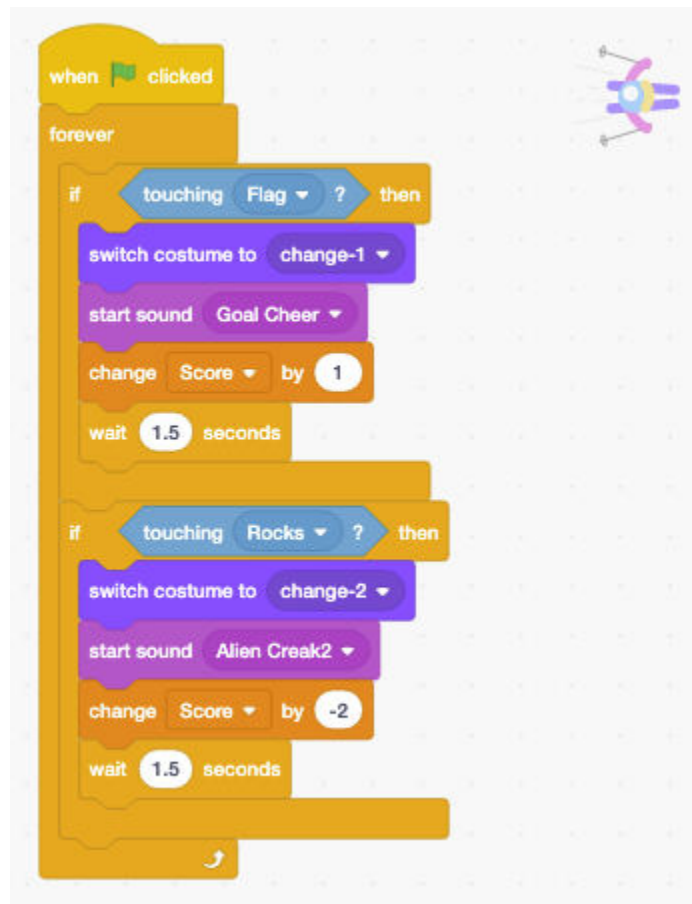 when clicked
forever
if touching Flag ? then
switch costume to change-1
start sound Goal Cheer
change Score by 1
wait 1.5 seconds
if touching Rocks ? then
switch costume to change-2
start sound Alien Creak2
change Score by -2
wait 1.5 seconds